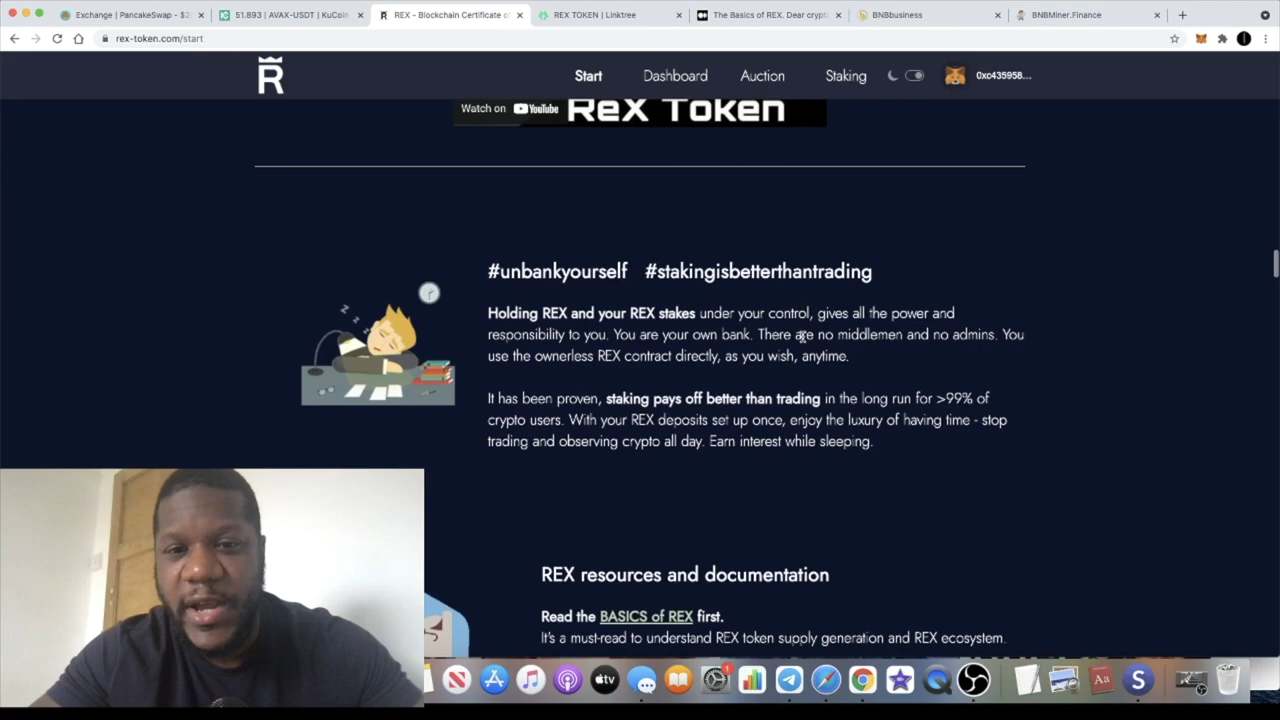 Exchange | PancakeSwap - $2
51.893 | AVAX-USDT | KuCoin
REX - Blockchain Certificate of
REX TOKEN | Linktree
The Basics of REX. Dear crypto
BNBbusiness
BNBMiner.Finance
rex-token.com/start
R
Start
Dashboard
Auction
Staking
0xc435958...
Watch on YouTube
ReX Token
#unbankyourself #stakingisbetterthantrading
Holding REX and your REX stakes under your control, gives all the power and
responsibility to you. You are your own bank. There are no middlemen and no admins. You
use the ownerless REX contract directly, as you wish, anytime.
It has been proven, staking pays off better than trading in the long run for >99% of
crypto users. With your REX deposits set up once, enjoy the luxury of having time - stop
trading and observing crypto all day. Earn interest while sleeping.
REX resources and documentation
Read the BASICS of REX first.
It's a must-read to understand REX token supply generation and REX ecosystem.
tv
1
Aa
S